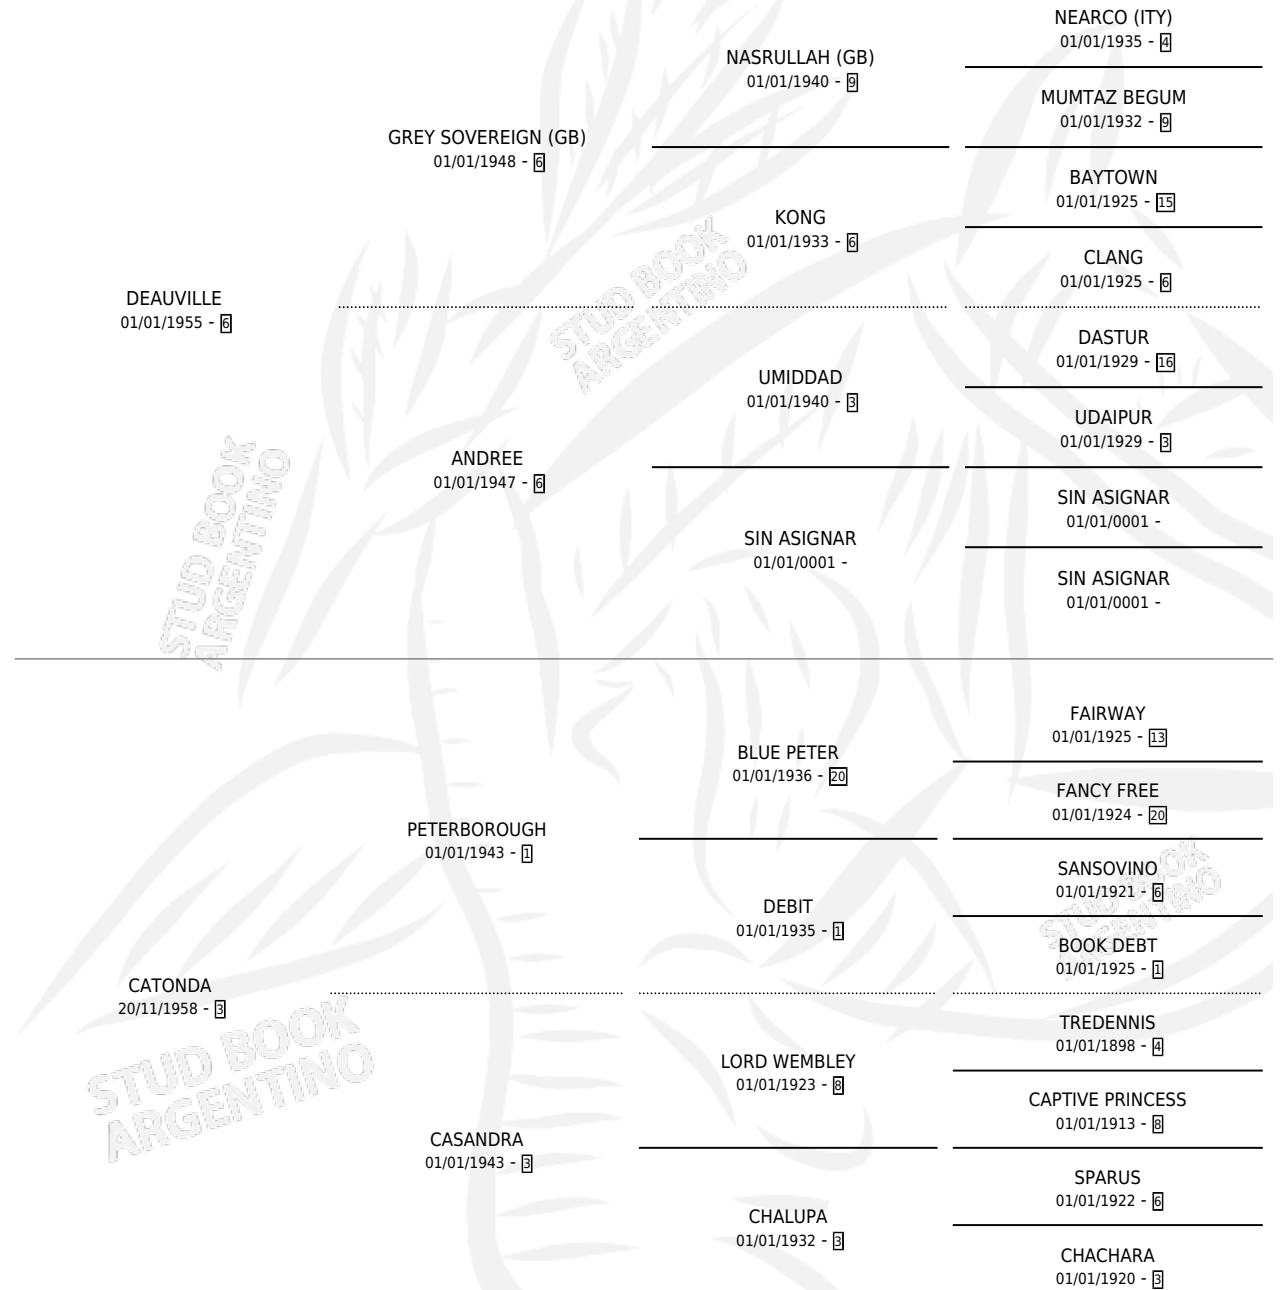 NEARCO (ITY)
01/01/1935 - 4
NASRULLAH (GB)
01/01/1940 - 9
MUMTAZ BEGUM
01/01/1932 - 9
GREY SOVEREIGN (GB)
01/01/1948 - 6
BAYTOWN
01/01/1925 - 15
KONG
01/01/1933 - 6
CLANG
01/01/1925 - 6
DEAUVILLE
01/01/1955 - 6
DASTUR
01/01/1929 - 16
UMIDDAD
01/01/1940 - 3
UDAIPUR
01/01/1929 - 3
ANDREE
01/01/1947 - 6
SIN ASIGNAR
01/01/0001 -
SIN ASIGNAR
01/01/0001 -
SIN ASIGNAR
01/01/0001 -
FAIRWAY
01/01/1925 - 13
BLUE PETER
01/01/1936 - 20
FANCY FREE
01/01/1924 - 20
PETERBOROUGH
01/01/1943 - 1
SANSOVINO
01/01/1921 - 6
DEBIT
01/01/1935 - 1
BOOK DEBT
01/01/1925 - 1
CATONDA
20/11/1958 - 3
TREDENNIS
01/01/1898 - 4
LORD WEMBLEY
01/01/1923 - 8
CAPTIVE PRINCESS
01/01/1913 - 8
CASANDRA
01/01/1943 - 3
SPARUS
01/01/1922 - 6
CHALUPA
01/01/1932 - 3
CHACHARA
01/01/1920 - 3
STUD BOOK
ARGENTINO
STUD BOOK
ARGENTINO
STUD BOOK
ARGENTINO
STUD BOOK
ARGENTINO